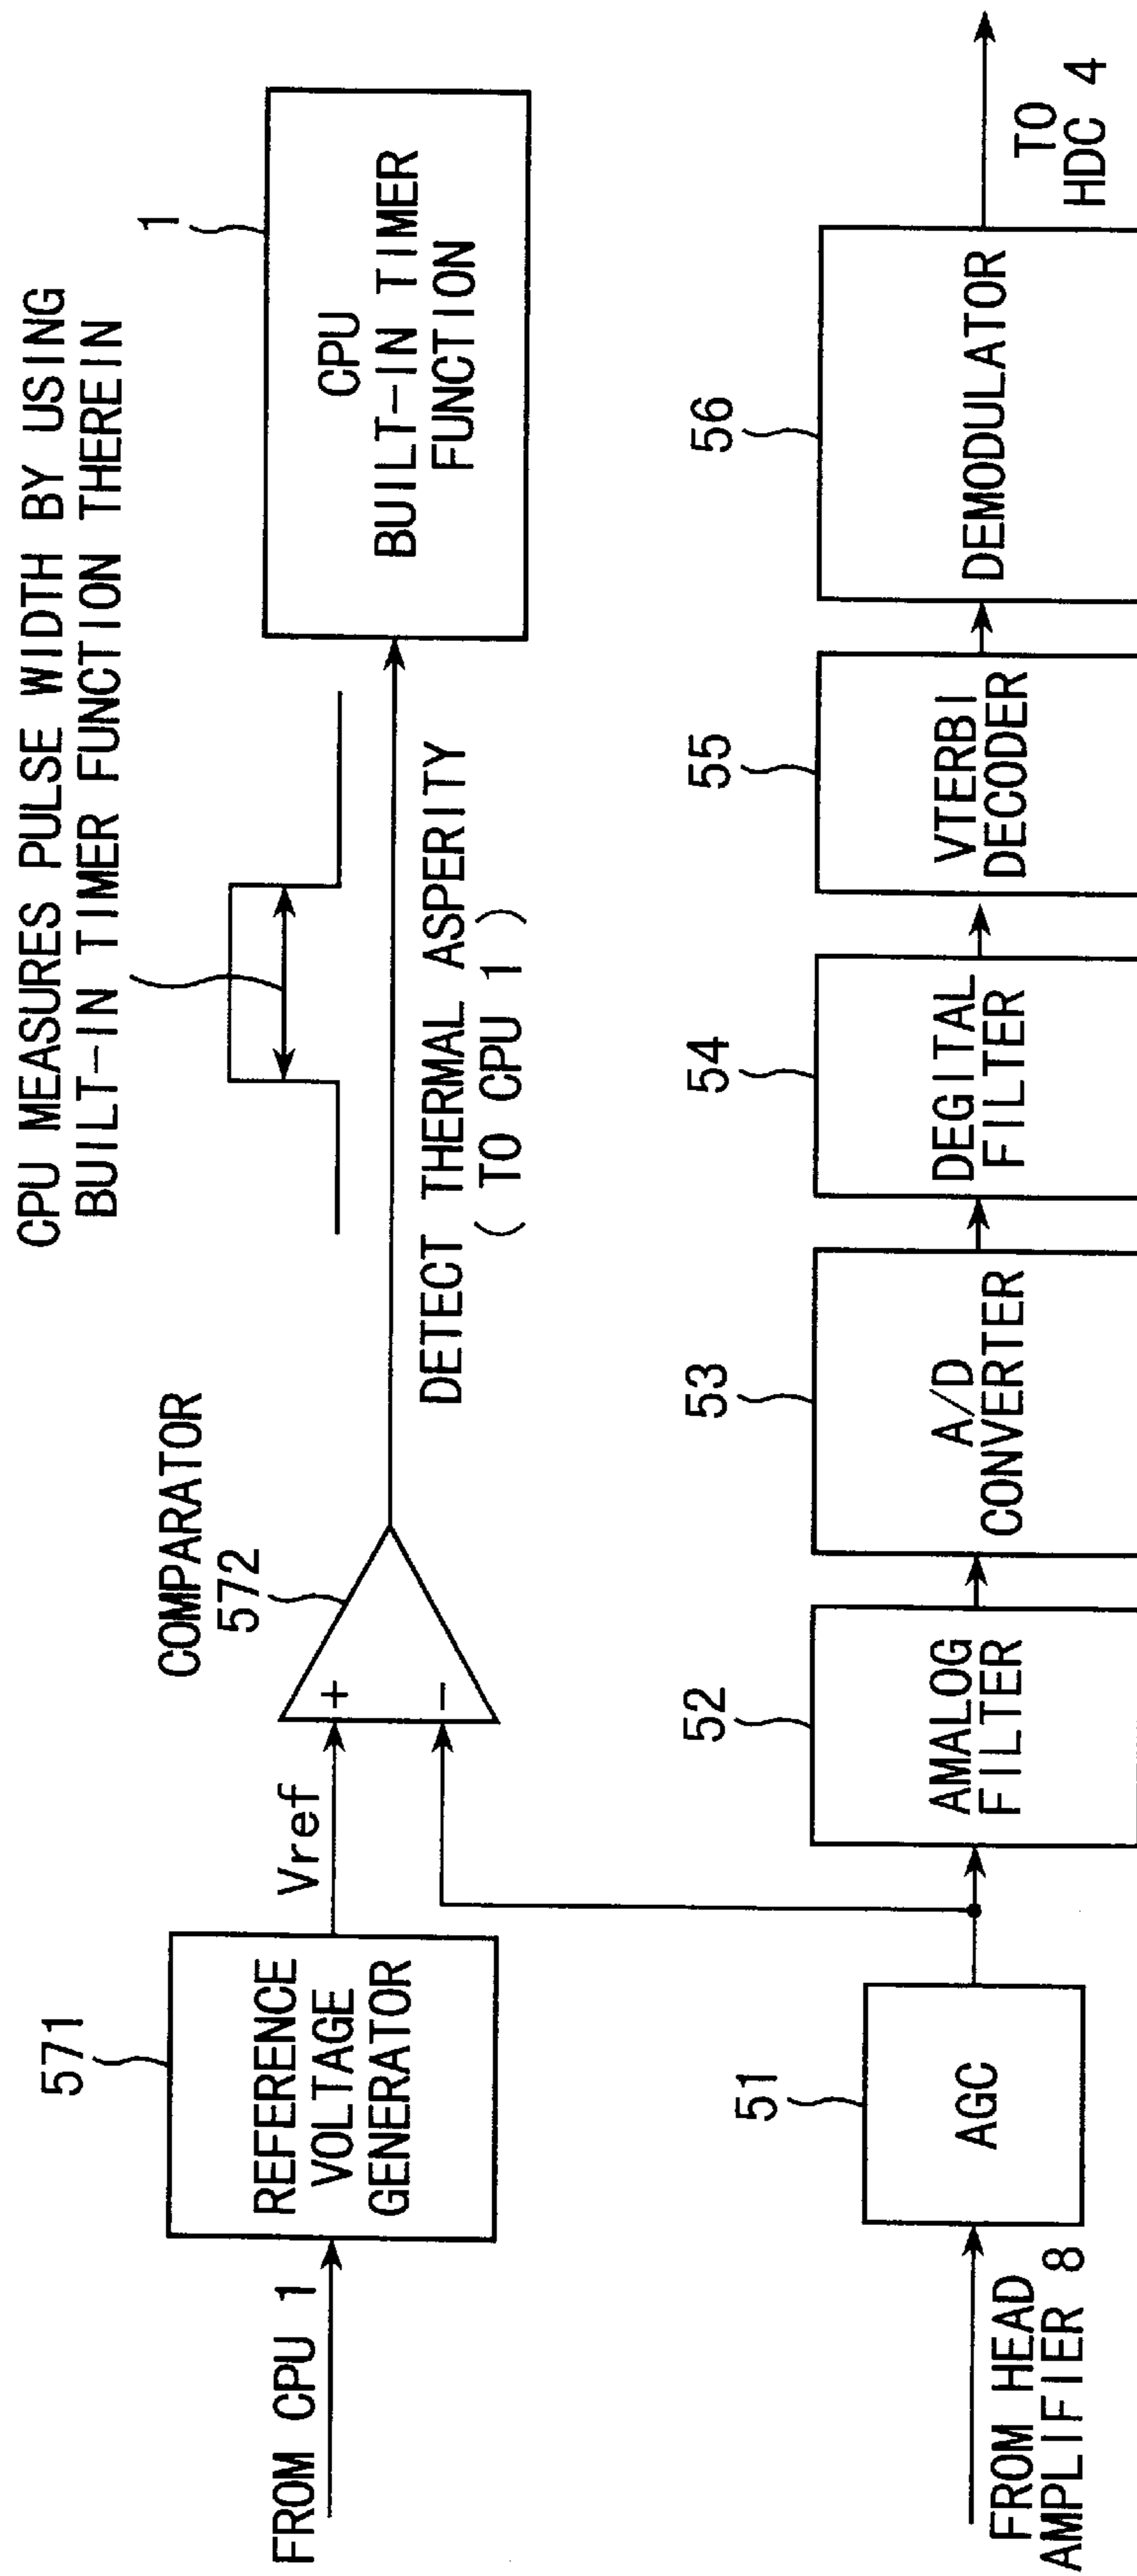 CPU MEASURES PULSE WIDTH BY USING
BUILT-IN TIMER FUNCTION THEREIN
1
CPU
BUILT-IN TIMER
FUNCTION
COMPARATOR
572
+
−
Vref
571
REFERENCE
VOLTAGE
GENERATOR
FROM CPU 1
DETECT THERMAL ASPERITY
( TO CPU 1 )
FROM HEAD
AMPLIFIER 8
51
AGC
52
AMALOG
FILTER
53
A/D
CONVERTER
54
DEGITAL
FILTER
55
VTERBI
DECODER
56
DEMODULATOR
TO
HDC 4